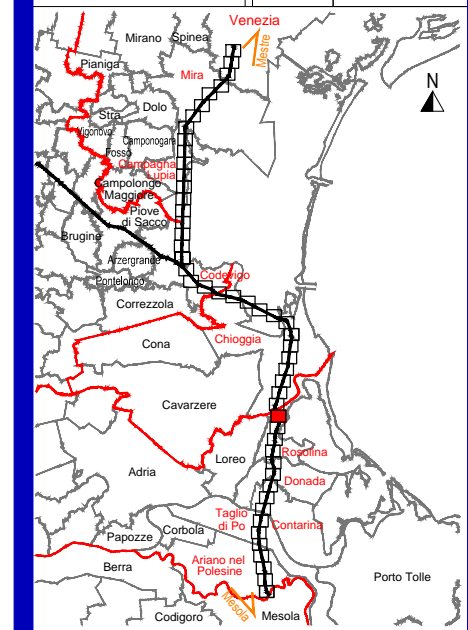 Venezia
Mirano
Spinea
Mestre
Pianiga
Mira
N
Dolo
Stra
Vigonovo
Camponogara
Fossò
Campagna
Lupia
Campolongo
Maggiore
Piove
di Sacco
Brugine
Arzergrande
Codevigo
Pontelongo
Correzzola
Chioggia
Cona
Cavarzere
Rosolina
Loreo
Adria
Donada
Taglio
di Po
Contarina
Corbola
Papozze
Ariano nel
Polesine
Berra
Porto Tolle
Mesola
Codigoro
Mesola